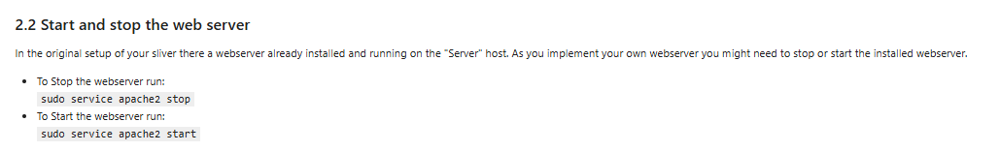 2.2 Start and stop the web server
In the original setup of your sliver there a webserver already installed and running on the "Server" host. As you implement your own webserver you might need to stop or start the installed webserver.
• To Stop the webserver run:
sudo service apache2 stop
• To Start the webserver run:
sudo service apache2 start